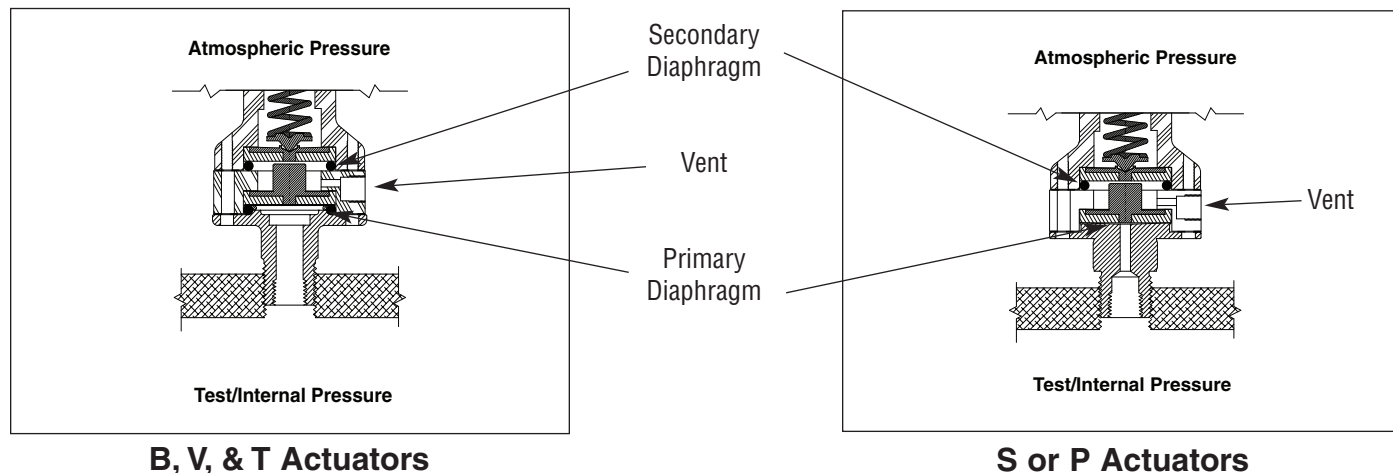 Atmospheric Pressure
Test/Internal Pressure
B, V, & T Actuators
Secondary
Diaphragm
Vent
Primary
Diaphragm
Atmospheric Pressure
Vent
Test/Internal Pressure
S or P Actuators